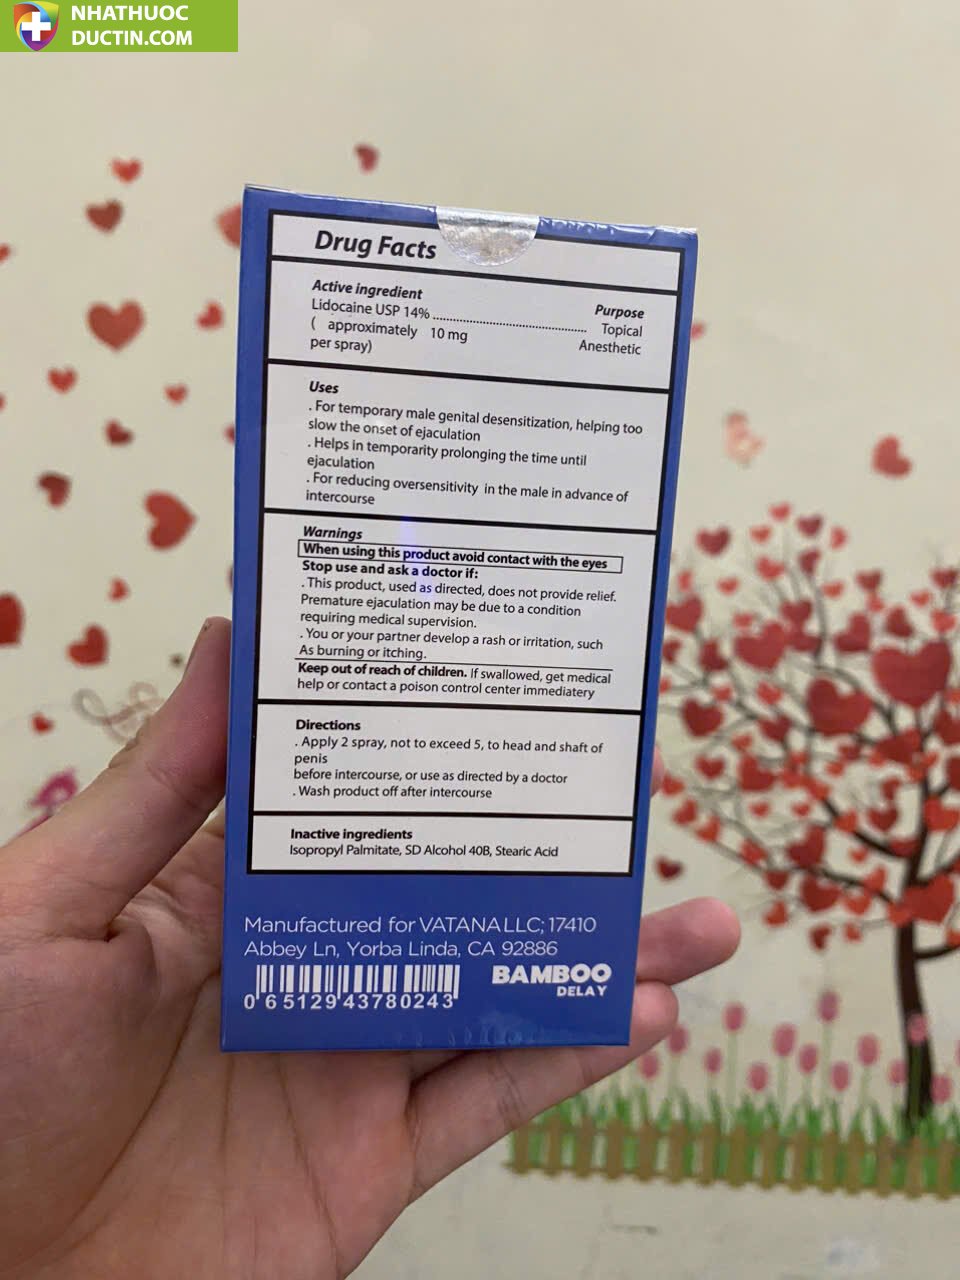 NHATHUOC
DUCTIN.COM
Drug Facts
Active ingredient
Purpose
Lidocaine USP 14% ........................................ Topical
( approximately 10 mg
Anesthetic
per spray)
Uses
. For temporary male genital desensitization, helping too
slow the onset of ejaculation
. Helps in temporarity prolonging the time until
ejaculation
. For reducing oversensitivity in the male in advance of
intercourse
Warnings
When using this product avoid contact with the eyes
Stop use and ask a doctor if:
. This product, used as directed, does not provide relief.
Premature ejaculation may be due to a condition
requiring medical supervision.
. You or your partner develop a rash or irritation, such
As burning or itching.
Keep out of reach of children. If swallowed, get medical
help or contact a poison control center immediatery
Directions
. Apply 2 spray, not to exceed 5, to head and shaft of
penis
before intercourse, or use as directed by a doctor
. Wash product off after intercourse
Inactive ingredients
Isopropyl Palmitate, SD Alcohol 40B, Stearic Acid
Manufactured for VATANA LLC; 17410
Abbey Ln, Yorba Linda, CA 92886
BAMBOO
DELAY
0 65129 43780243